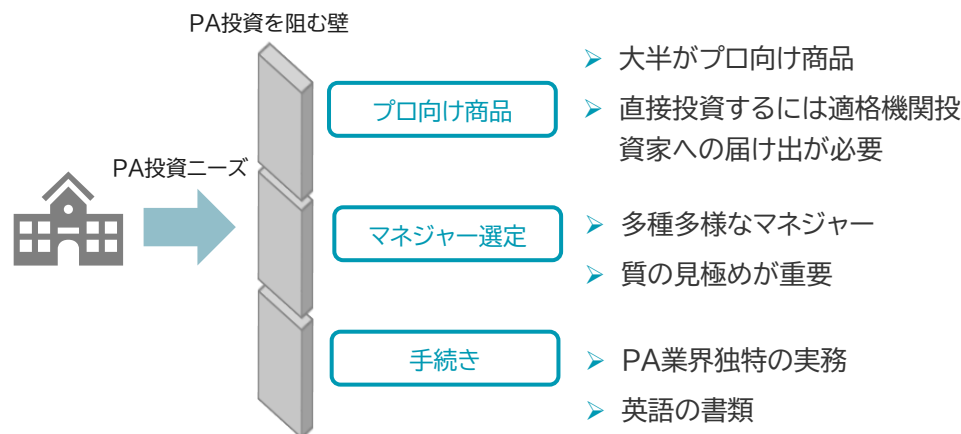 PA投資を阻む壁
PA投資ニーズ
プロ向け商品
➢ 大半がプロ向け商品
➢ 直接投資するには適格機関投
資家への届け出が必要
マネジャー選定
➢ 多種多様なマネジャー
➢ 質の見極めが重要
手続き
➢ PA業界独特の実務
➢ 英語の書類